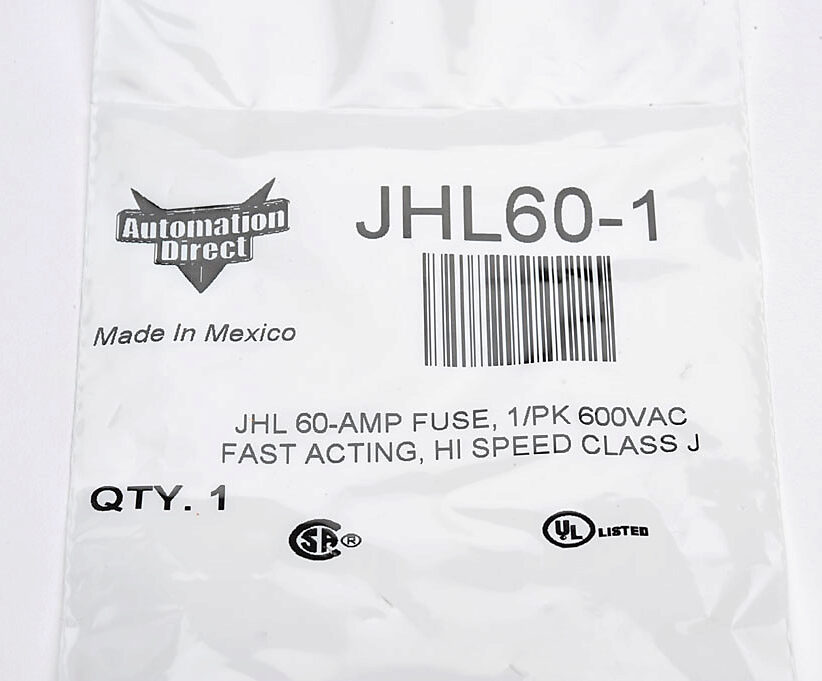 Automation
Direct
JHL60-1
Made In Mexico
JHL 60-AMP FUSE, 1/PK 600VAC
FAST ACTING, HI SPEED CLASS J
QTY. 1
SA ®
UL LISTED